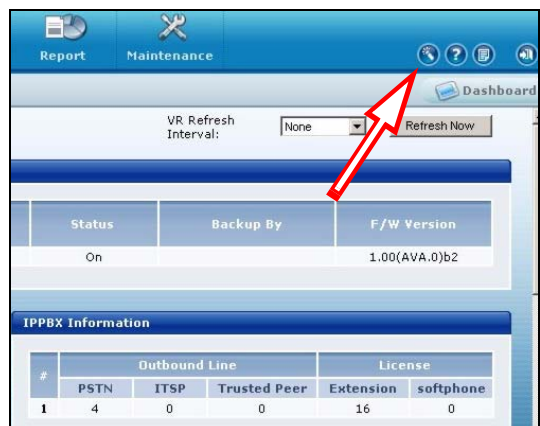 Report Maintenance
?
Dashboard
VR Refresh
Interval: None Refresh Now
Status Backup By F/W Version
On 1.00(AVA.0)b2
IPPBX Information
# Outbound Line License
PSTN ITSP Trusted Peer Extension softphone
1 4 0 0 16 0